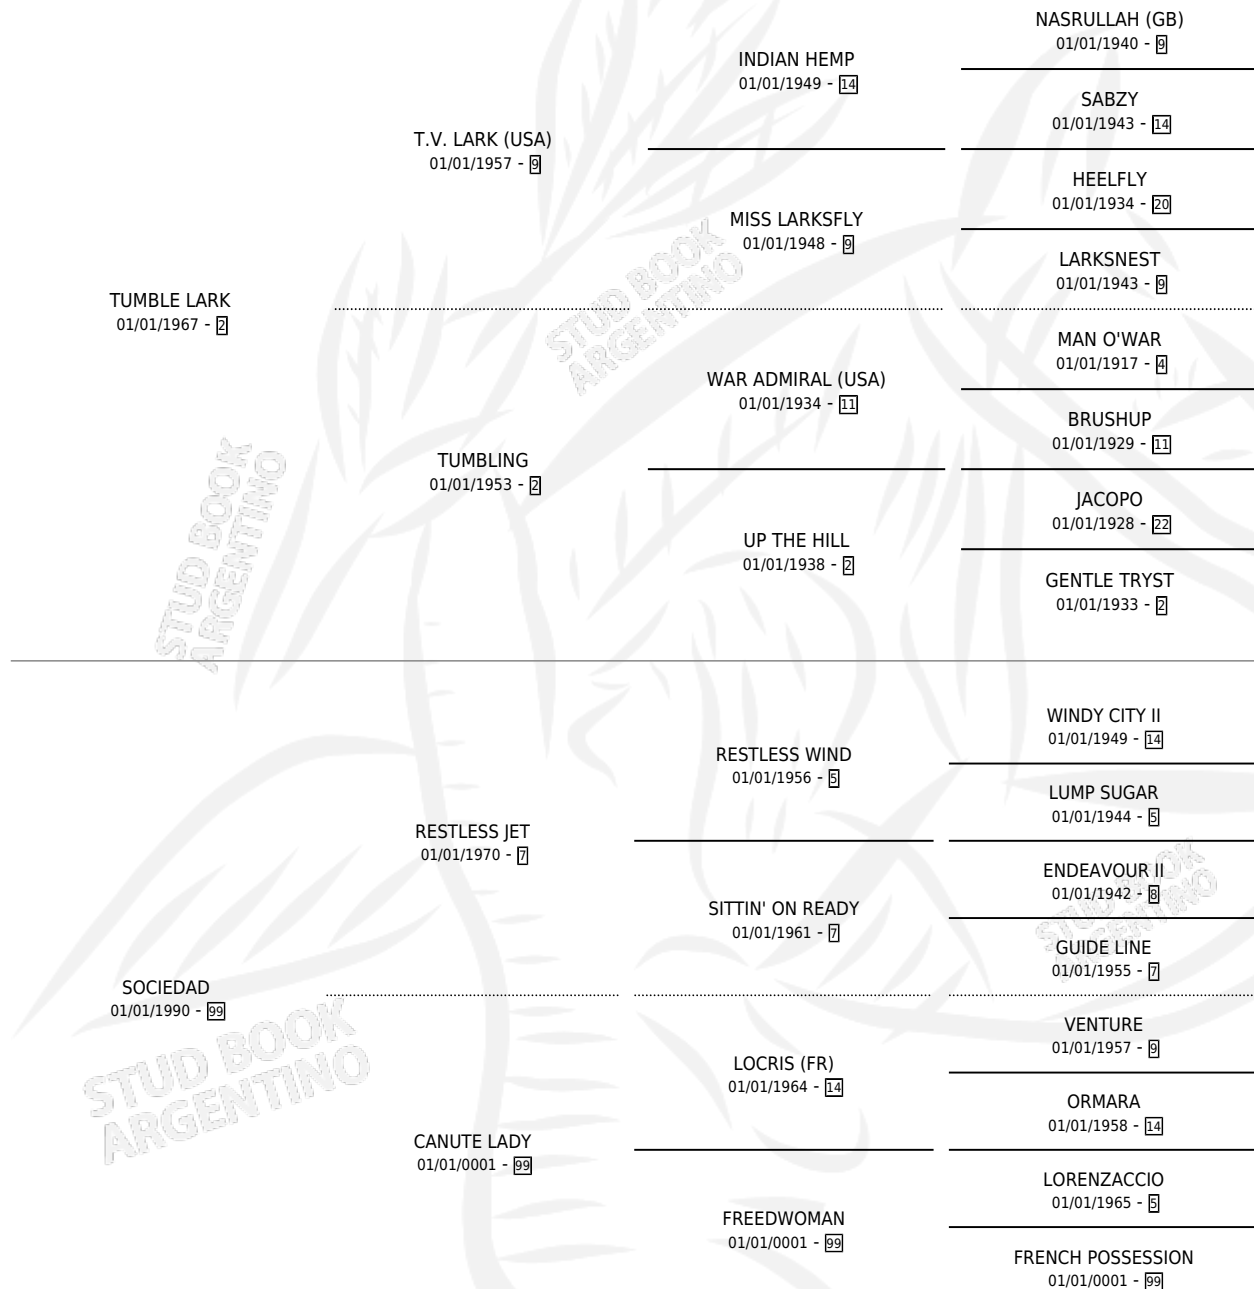 NASRULLAH (GB)
01/01/1940 - 9
INDIAN HEMP
01/01/1949 - 14
SABZY
01/01/1943 - 14
T.V. LARK (USA)
01/01/1957 - 9
HEELFLY
01/01/1934 - 20
MISS LARKSFLY
01/01/1948 - 9
LARKSNEST
01/01/1943 - 9
TUMBLE LARK
01/01/1967 - 2
MAN O'WAR
01/01/1917 - 4
WAR ADMIRAL (USA)
01/01/1934 - 11
BRUSHUP
01/01/1929 - 11
TUMBLING
01/01/1953 - 2
JACOPO
01/01/1928 - 22
UP THE HILL
01/01/1938 - 2
GENTLE TRYST
01/01/1933 - 2
WINDY CITY II
01/01/1949 - 14
RESTLESS WIND
01/01/1956 - 5
LUMP SUGAR
01/01/1944 - 5
RESTLESS JET
01/01/1970 - 7
ENDEAVOUR II
01/01/1942 - 8
SITTIN' ON READY
01/01/1961 - 7
GUIDE LINE
01/01/1955 - 7
SOCIEDAD
01/01/1990 - 99
VENTURE
01/01/1957 - 9
LOCRIS (FR)
01/01/1964 - 14
ORMARA
01/01/1958 - 14
CANUTE LADY
01/01/0001 - 99
LORENZACCIO
01/01/1965 - 5
FREEDWOMAN
01/01/0001 - 99
FRENCH POSSESSION
01/01/0001 - 99
STUD BOOK
ARGENTINO
STUD BOOK
ARGENTINO
STUD BOOK
ARGENTINO
STUD BOOK
ARGENTINO